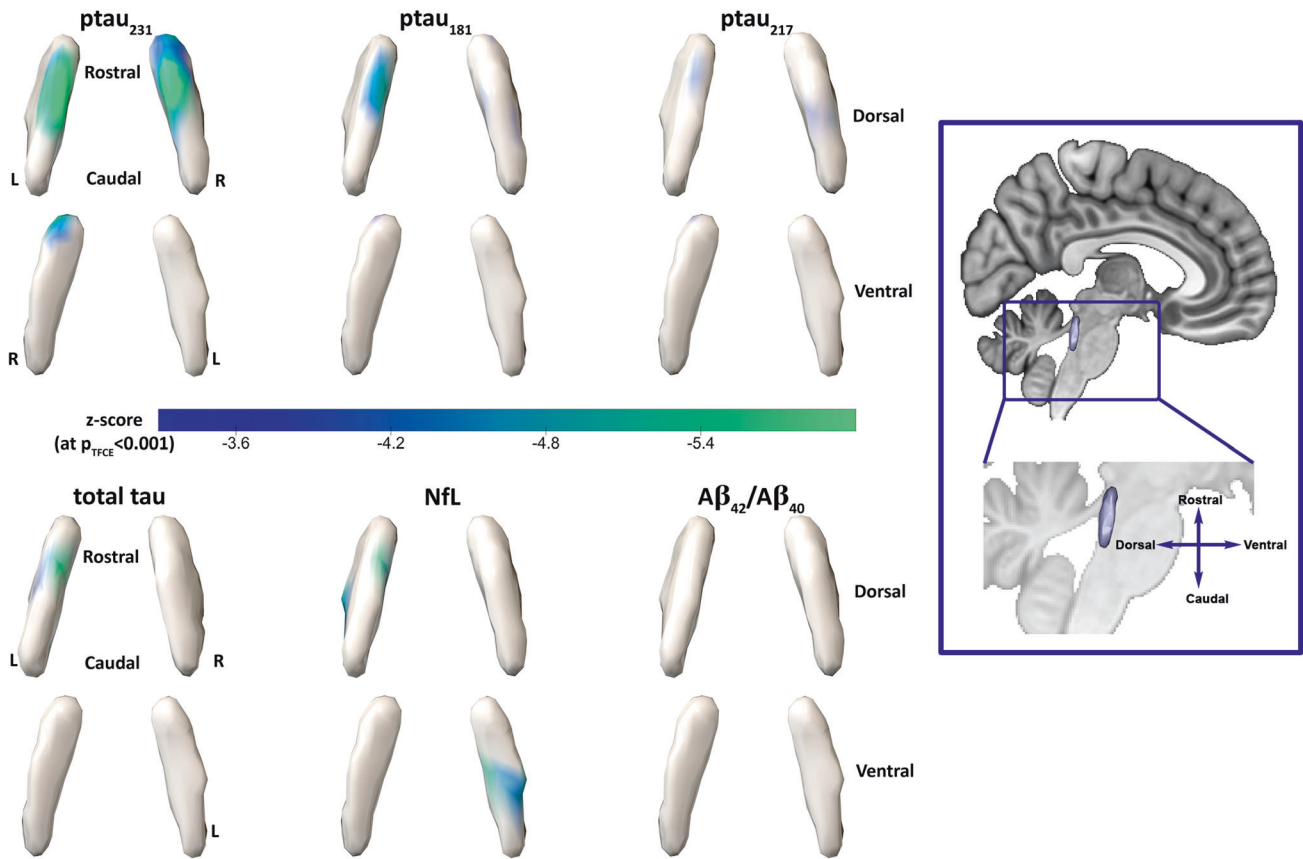 ptau231 ptau181 ptau217
Rostral
Dorsal
L Caudal R
Ventral
R L
z-score
(at pTFCE<0.001) -3.6 -4.2 -4.8 -5.4
total tau NfL Aβ42/Aβ40
Rostral
Dorsal
L Caudal R
Ventral
L
Rostral
Dorsal Ventral
Caudal